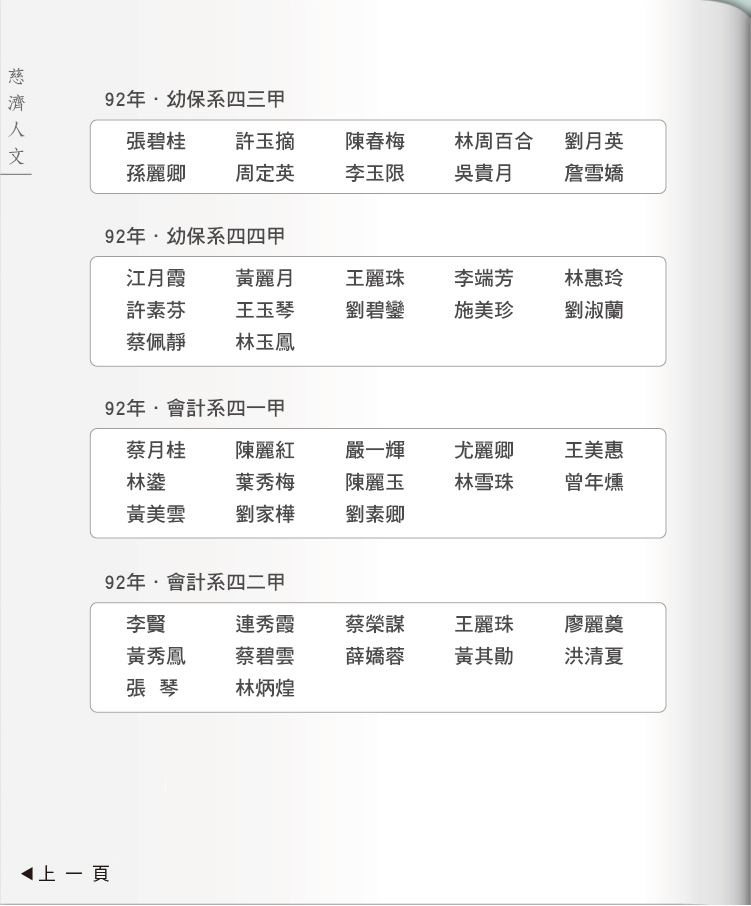 慈濟人文
92年·幼保系四三甲
張碧桂 許玉摘 陳春梅 林周百合 劉月英
孫麗卿 周定英 李玉限 吳貴月 詹雪嬌
92年·幼保系四四甲
江月霞 黃麗月 王麗珠 李端芳 林惠玲
許素芬 王玉琴 劉碧鑾 施美珍 劉淑蘭
蔡佩靜 林玉鳳
92年·會計系四一甲
蔡月桂 陳麗紅 嚴一輝 尤麗卿 王美惠
林鍌 葉秀梅 陳麗玉 林雪珠 曾年燻
黃美雲 劉家樺 劉素卿
92年·會計系四二甲
李賢 連秀霞 蔡榮謀 王麗珠 廖麗奠
黃秀鳳 蔡碧雲 薛嬌蓉 黃其勛 洪清夏
張 琴 林炳煌
◀上一頁